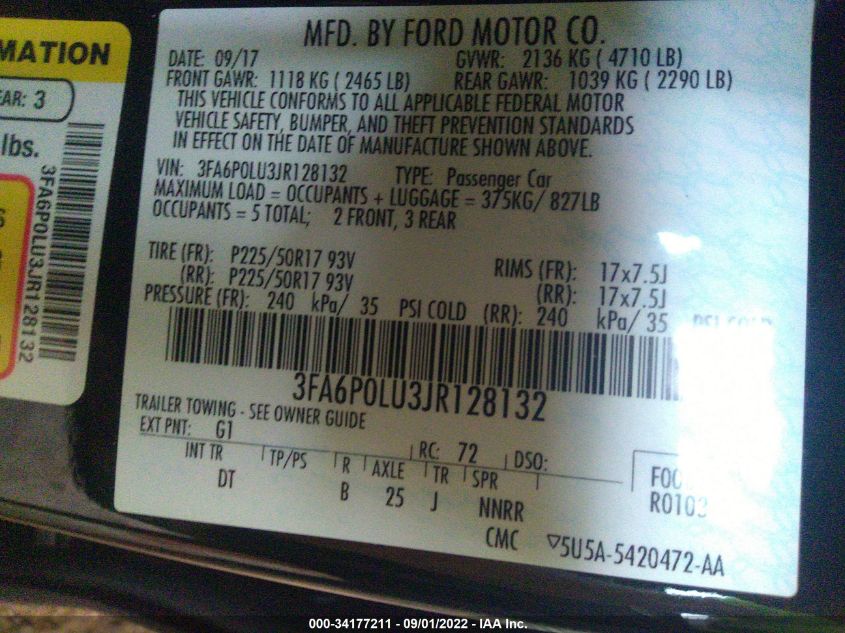 MATION
EAR: 3
lbs.
3FA6P0LU3JR128132
MFD. BY FORD MOTOR CO.
DATE: 09/17 GVWR: 2136 KG ( 4710 LB)
FRONT GAWR: 1118 KG ( 2465 LB) REAR GAWR: 1039 KG ( 2290 LB)
THIS VEHICLE CONFORMS TO ALL APPLICABLE FEDERAL MOTOR
VEHICLE SAFETY, BUMPER, AND THEFT PREVENTION STANDARDS
IN EFFECT ON THE DATE OF MANUFACTURE SHOWN ABOVE.
VIN: 3FA6P0LU3JR128132 TYPE: Passenger Car
MAXIMUM LOAD = OCCUPANTS + LUGGAGE = 375KG/ 827LB
OCCUPANTS = 5 TOTAL; 2 FRONT, 3 REAR
TIRE (FR): P225/50R17 93V RIMS (FR): 17x7.5J
(RR): P225/50R17 93V (RR): 17x7.5J
PRESSURE (FR): 240 kPa/ 35 PSI COLD (RR): 240 kPa/ 35 PSI COLD
3FA6P0LU3JR128132
TRAILER TOWING - SEE OWNER GUIDE
EXT PNT: G1 RC: 72 DSO:
INT TR TP/PS R AXLE TR SPR FOO
DT B 25 J NNRR R0103
CMC ▽5U5A-5420472-AA
000-34177211 - 09/01/2022 - IAA Inc.